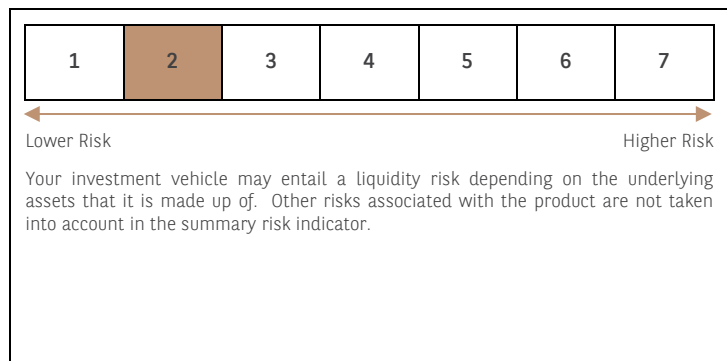 1 2 3 4 5 6 7
Lower Risk Higher Risk
Your investment vehicle may entail a liquidity risk depending on the underlying
assets that it is made up of. Other risks associated with the product are not taken
into account in the summary risk indicator.